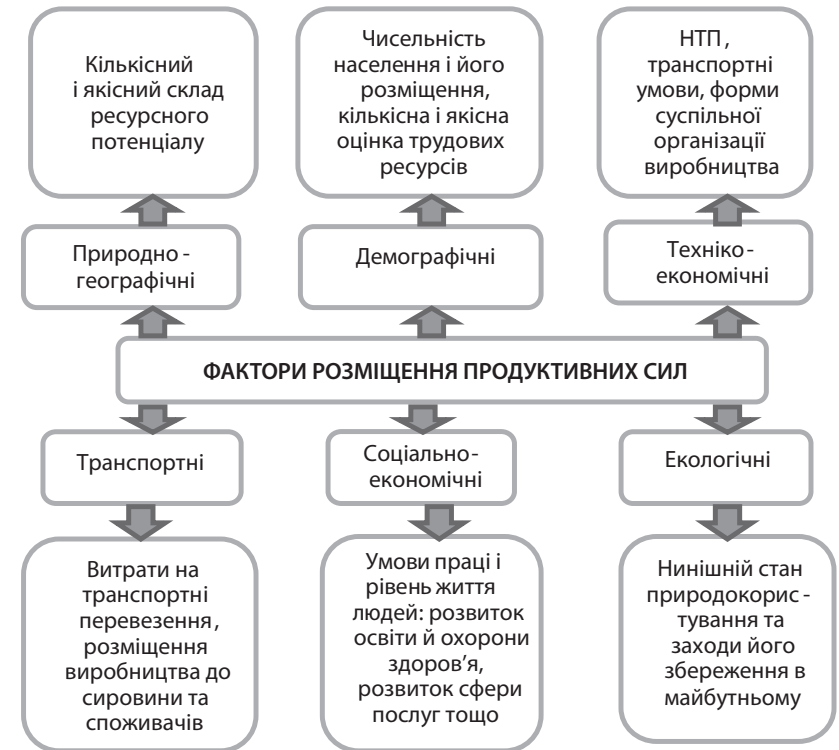 Кількісний
і якісний склад
ресурсного
потенціалу
Чисельність
населення і його
розміщення,
кількісна і якісна
оцінка трудових
ресурсів
НТП ,
транспортні
умови, форми
суспільної
організації
виробництва
Природно -
географічні
Демографічні
Техніко -
економічні
ФАКТОРИ РОЗМІЩЕННЯ ПРОДУКТИВНИХ СИЛ
Транспортні
Соціально -
економічні
Екологічні
Витрати на
транспортні
перевезення ,
розміщення
виробництва до
сировини та
споживачів
Умови праці і
рівень життя
людей: розвиток
освіти й охорони
здоров’я,
розвиток сфери
послуг тощо
Нинішній стан
природокорис -
тування та
заходи його
збереження в
майбутньому